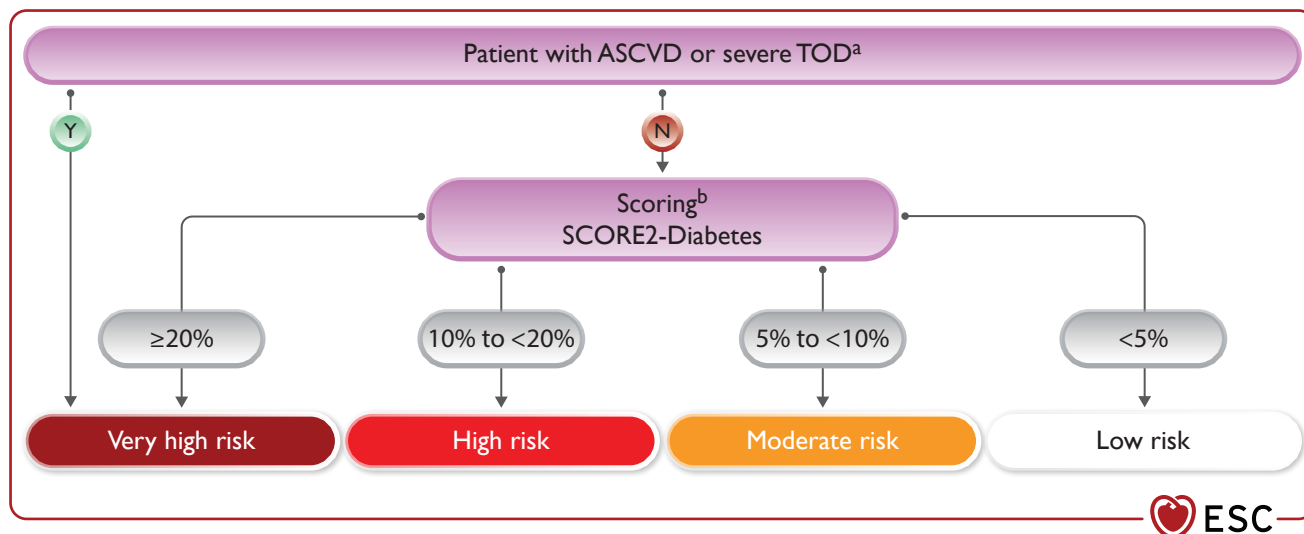 Patient with ASCVD or severe TODa
Y
N
Scoringb
SCORE2-Diabetes
≥20%
10% to <20%
5% to <10%
<5%
Very high risk
High risk
Moderate risk
Low risk
ESC